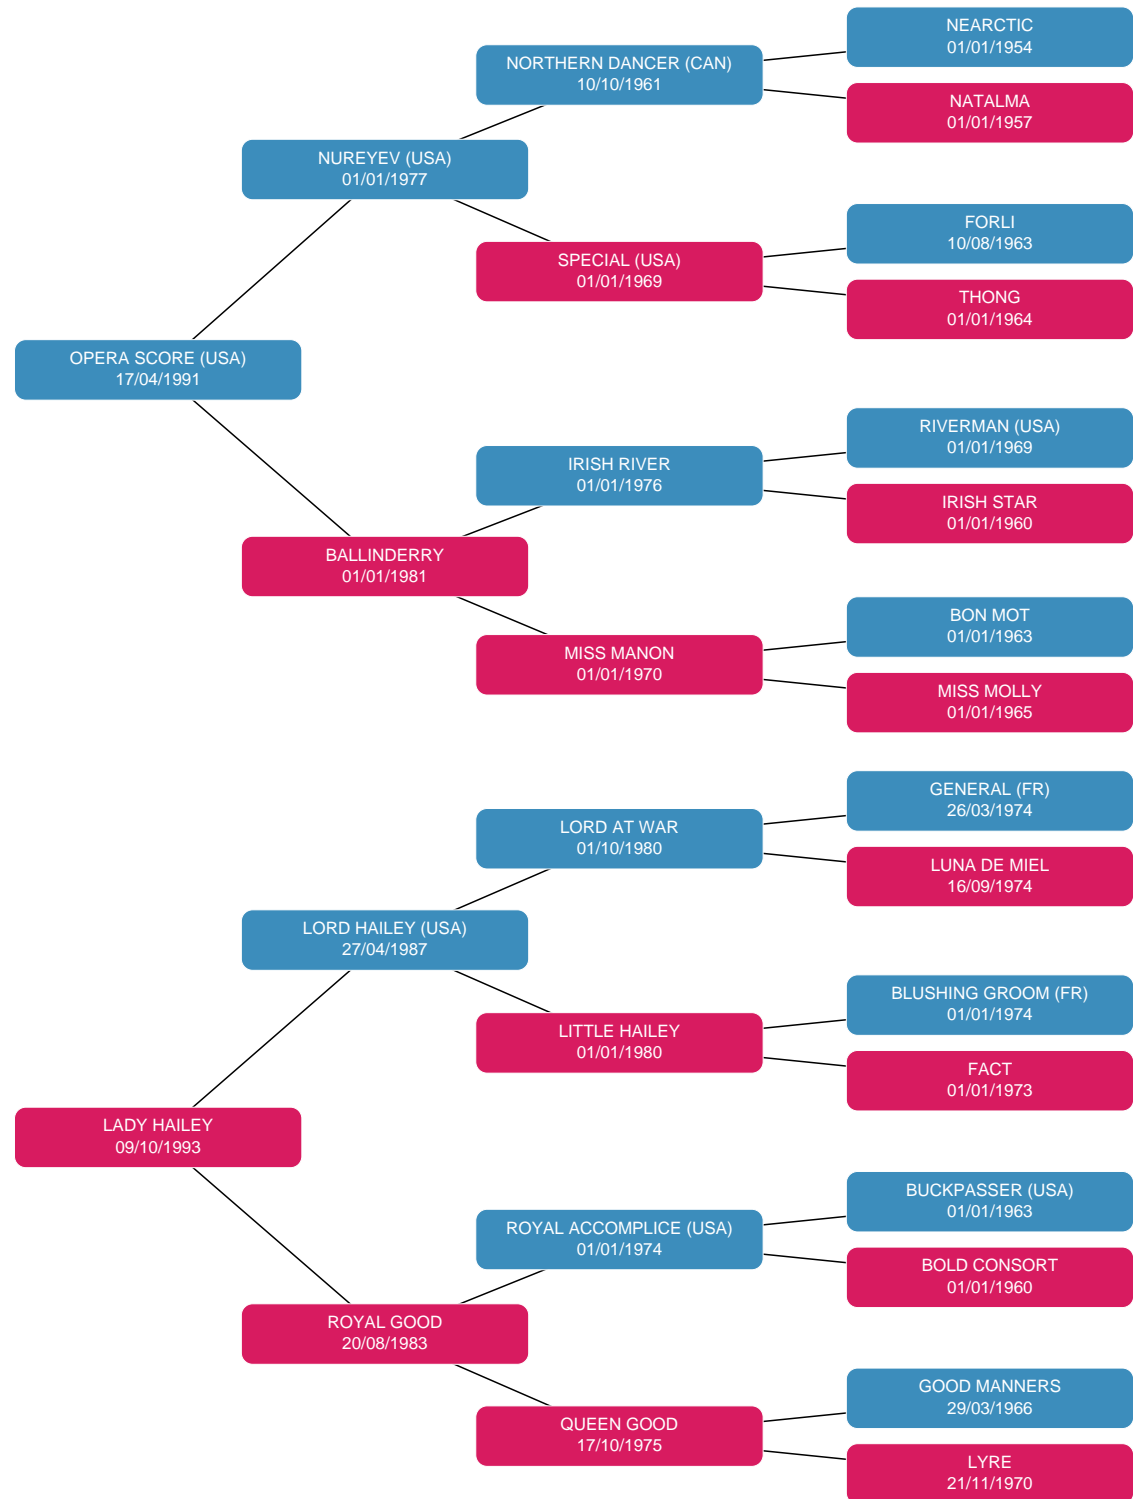 NEARCTIC
01/01/1954
NORTHERN DANCER (CAN)
10/10/1961
NATALMA
01/01/1957
NUREYEV (USA)
01/01/1977
FORLI
10/08/1963
SPECIAL (USA)
01/01/1969
THONG
01/01/1964
OPERA SCORE (USA)
17/04/1991
RIVERMAN (USA)
01/01/1969
IRISH RIVER
01/01/1976
IRISH STAR
01/01/1960
BALLINDERRY
01/01/1981
BON MOT
01/01/1963
MISS MANON
01/01/1970
MISS MOLLY
01/01/1965
GENERAL (FR)
26/03/1974
LORD AT WAR
01/10/1980
LUNA DE MIEL
16/09/1974
LORD HAILEY (USA)
27/04/1987
BLUSHING GROOM (FR)
01/01/1974
LITTLE HAILEY
01/01/1980
FACT
01/01/1973
LADY HAILEY
09/10/1993
BUCKPASSER (USA)
01/01/1963
ROYAL ACCOMPLICE (USA)
01/01/1974
BOLD CONSORT
01/01/1960
ROYAL GOOD
20/08/1983
GOOD MANNERS
29/03/1966
QUEEN GOOD
17/10/1975
LYRE
21/11/1970